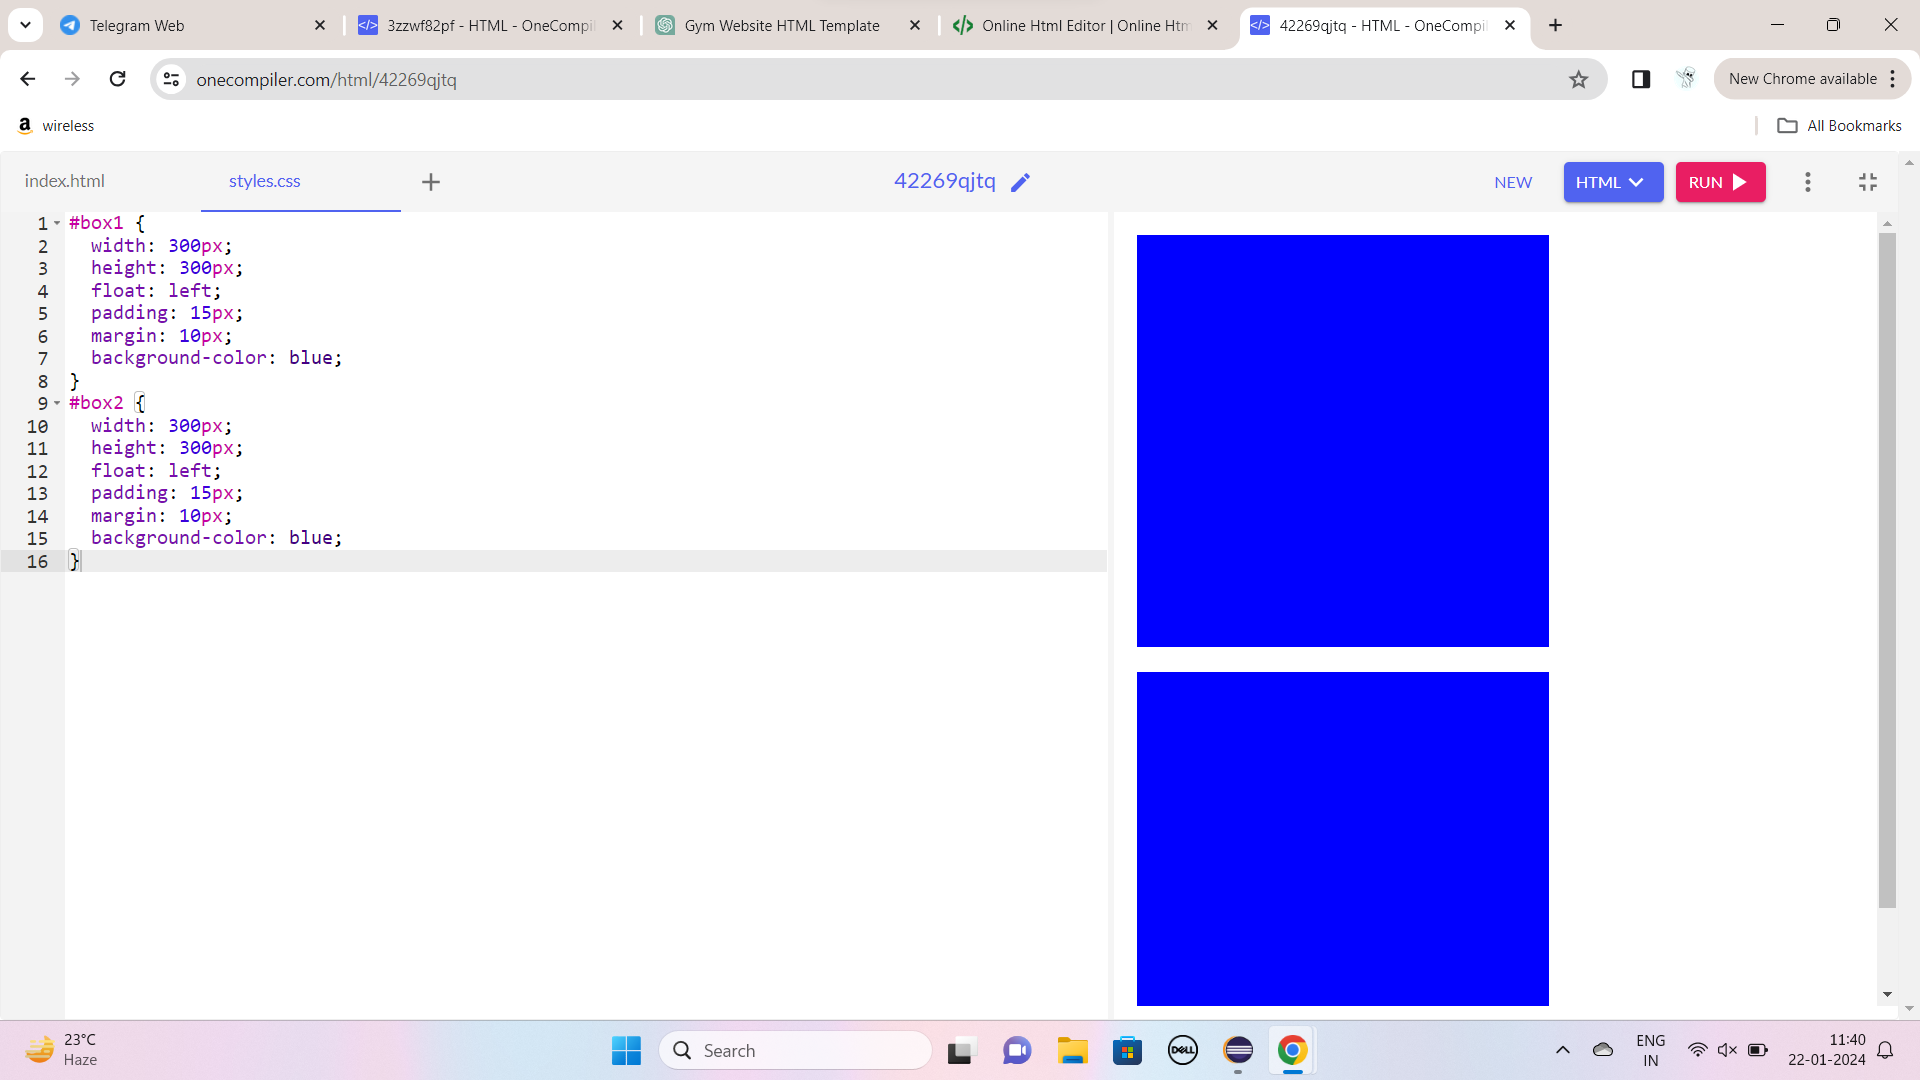 Telegram Web
3zzwf82pf - HTML - OneCompil
Gym Website HTML Template
Online Html Editor | Online Htm
42269qjtq - HTML - OneCompil
onecompiler.com/html/42269qjtq
New Chrome available
wireless
All Bookmarks
index.html
styles.css
42269qjtq
NEW
HTML
RUN
1 #box1 {
2 width: 300px;
3 height: 300px;
4 float: left;
5 padding: 15px;
6 margin: 10px;
7 background-color: blue;
8 }
9 #box2 {
10 width: 300px;
11 height: 300px;
12 float: left;
13 padding: 15px;
14 margin: 10px;
15 background-color: blue;
16 }
23°C
Haze
Search
DELL
ENG
IN
11:40
22-01-2024